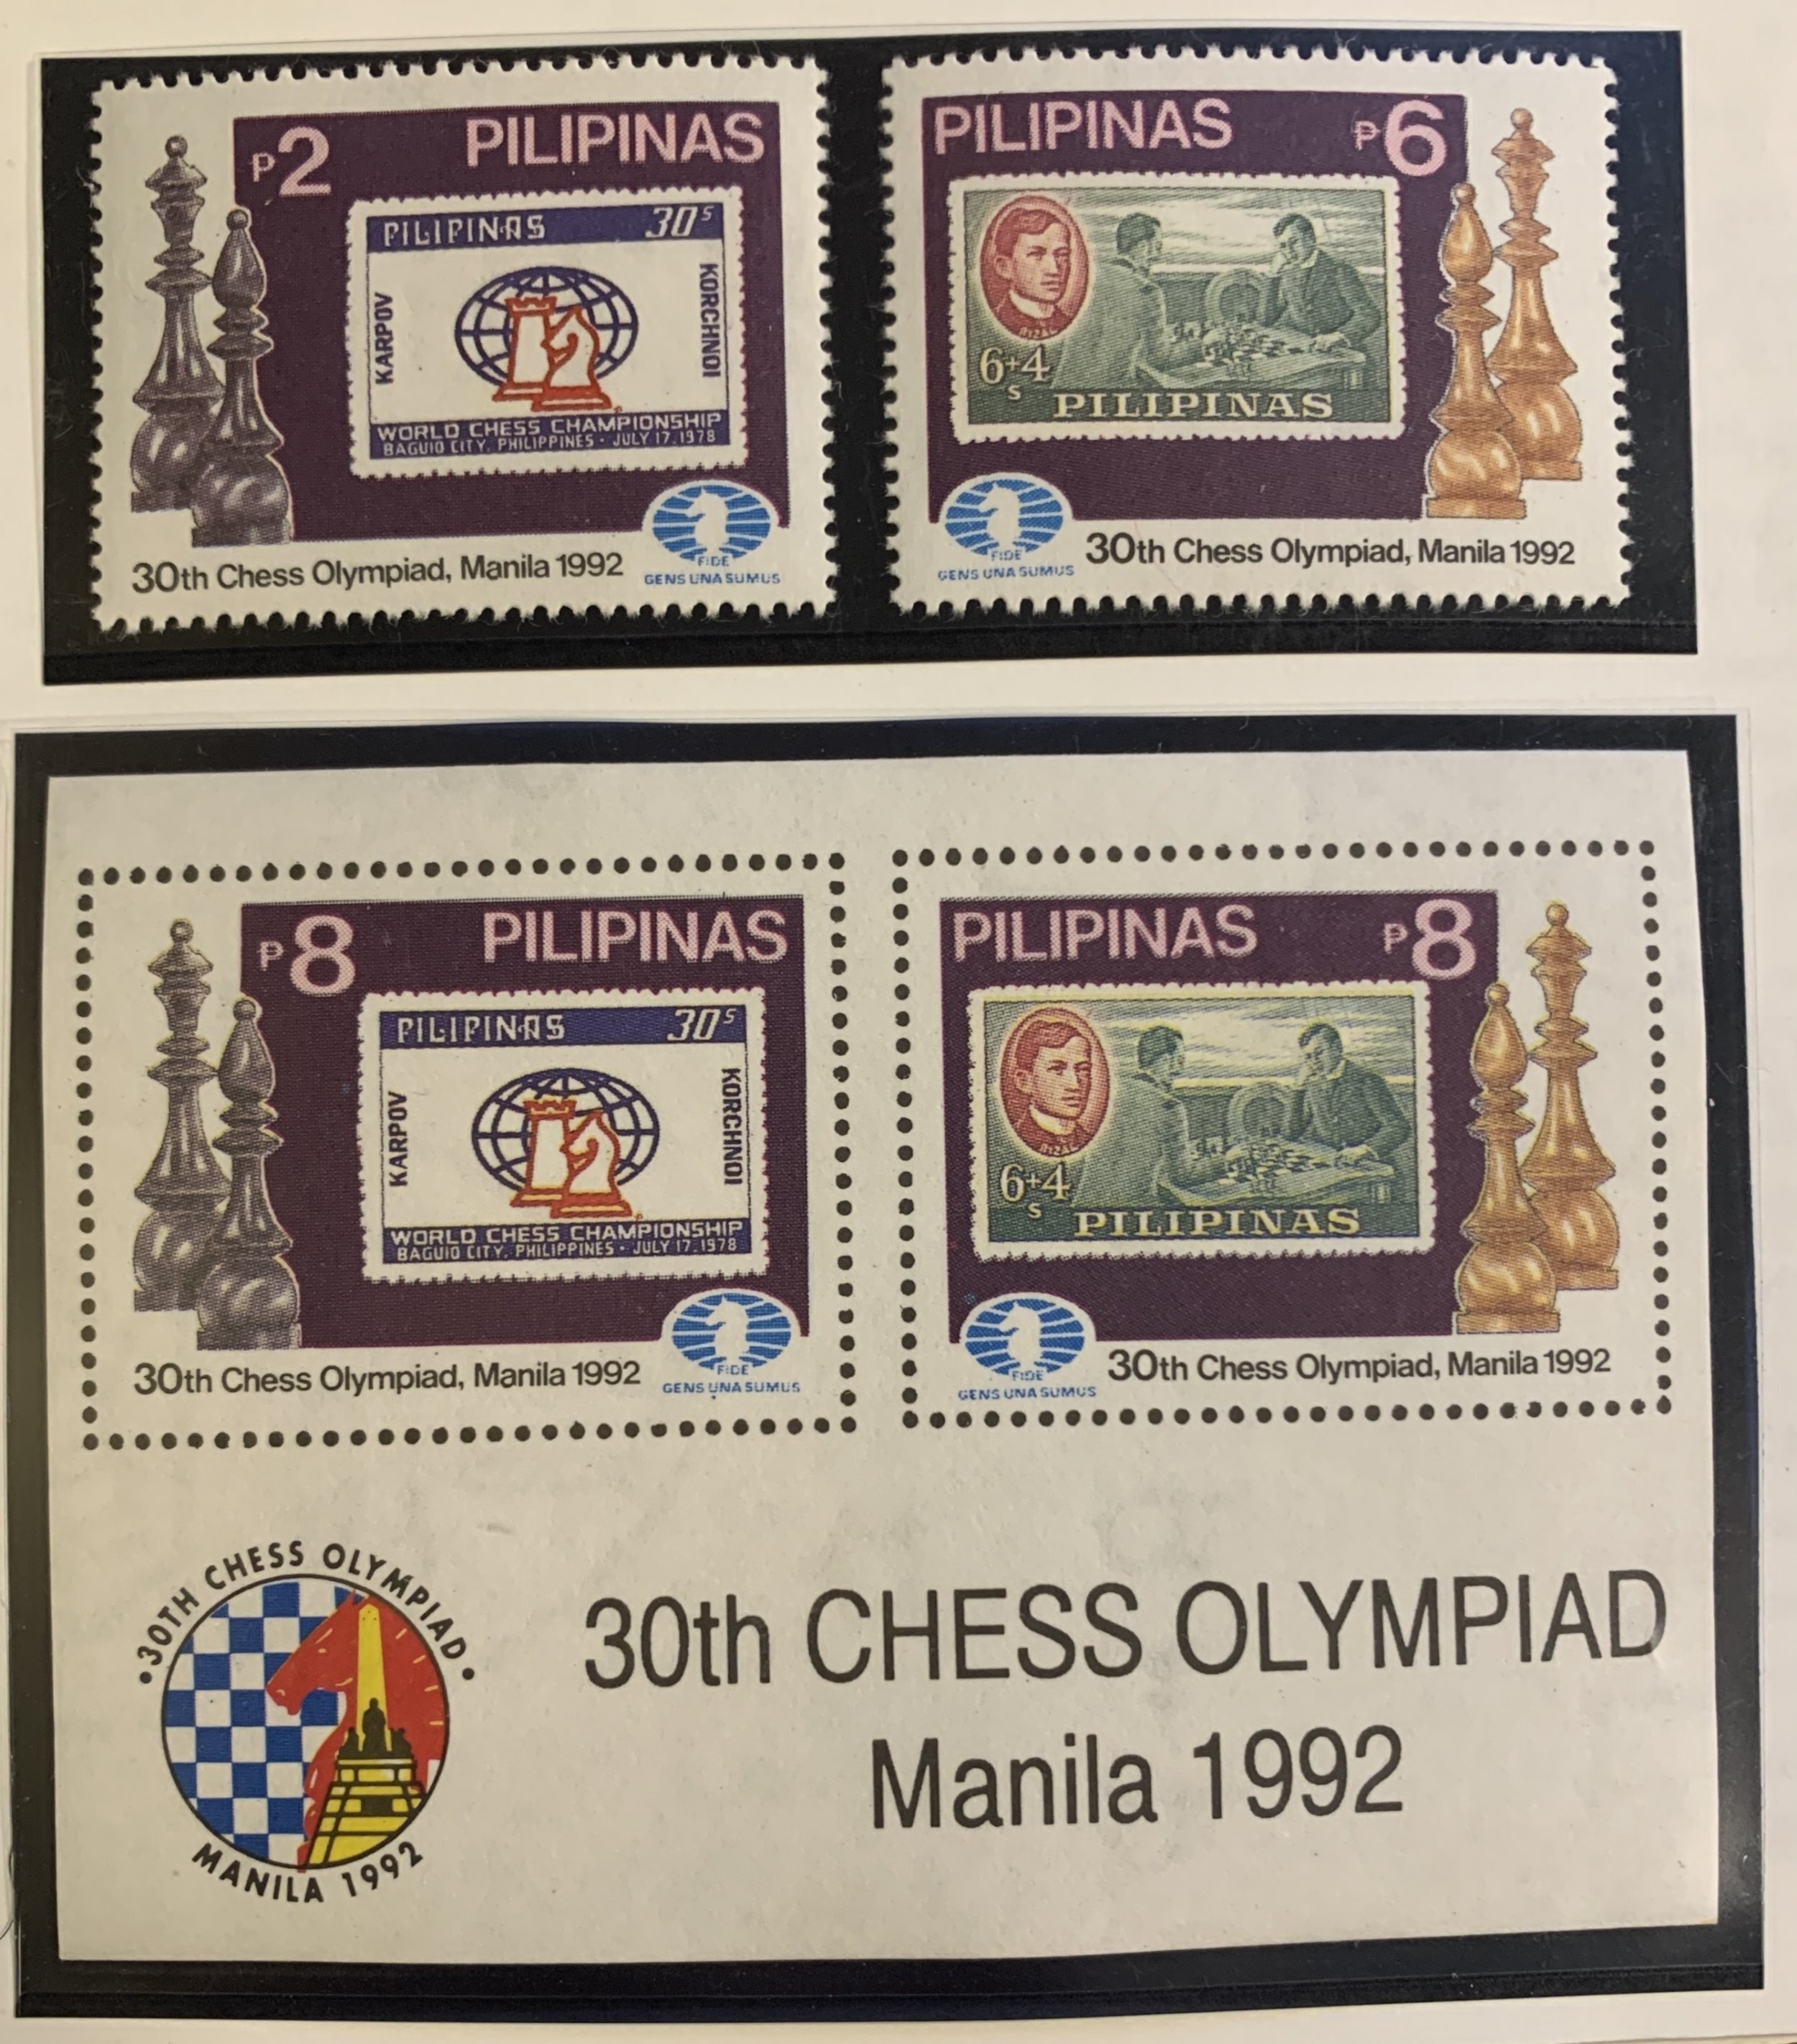 ₱2 PILIPINAS
PILIPINAS 30s
KARPOV
KORCHNOI
WORLD CHESS CHAMPIONSHIP
BAGUIO CITY, PHILIPPINES · JULY 17, 1978
30th Chess Olympiad, Manila 1992
FIDE
GENS UNA SUMUS
PILIPINAS ₱6
RIZAL
6+4
s
PILIPINAS
FIDE
GENS UNA SUMUS
30th Chess Olympiad, Manila 1992
₱8 PILIPINAS
PILIPINAS 30s
KARPOV
KORCHNOI
WORLD CHESS CHAMPIONSHIP
BAGUIO CITY, PHILIPPINES · JULY 17, 1978
30th Chess Olympiad, Manila 1992
FIDE
GENS UNA SUMUS
PILIPINAS ₱8
RIZAL
6+4
s
PILIPINAS
FIDE
GENS UNA SUMUS
30th Chess Olympiad, Manila 1992
·30TH CHESS OLYMPIAD·
MANILA 1992
30th CHESS OLYMPIAD
Manila 1992